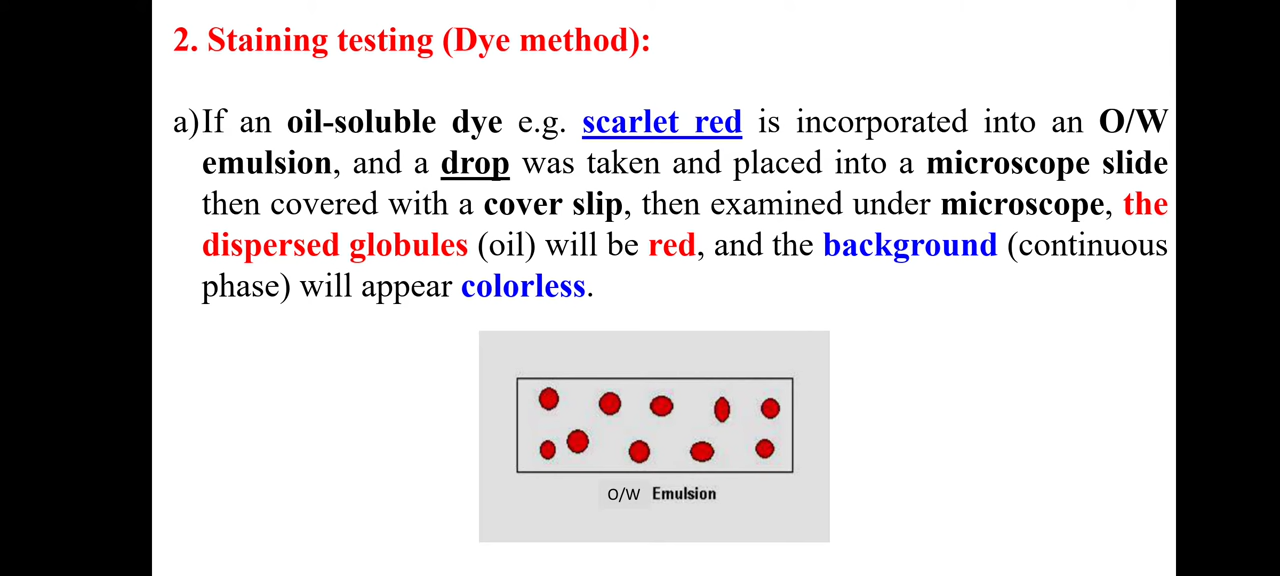 2. Staining testing (Dye method):
a)If an oil-soluble dye e.g. scarlet red is incorporated into an O/W
emulsion, and a drop was taken and placed into a microscope slide
then covered with a cover slip, then examined under microscope, the
dispersed globules (oil) will be red, and the background (continuous
phase) will appear colorless.
O/W Emulsion